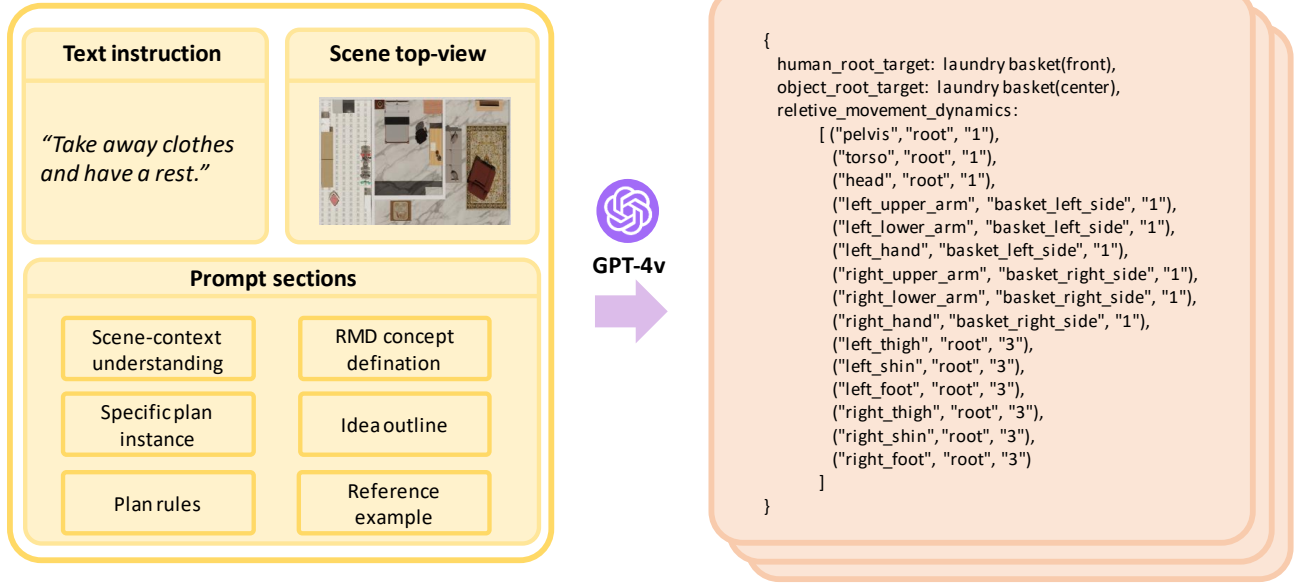 Text instruction
“Take away clothes
and have a rest.”
Scene top-view
Prompt sections
Scene-context
understanding
RMD concept
defination
Specific plan
instance
Idea outline
Plan rules
Reference
example
GPT-4v
{
human_root_target: laundry basket(front),
object_root_target: laundry basket(center),
reletive_movement_dynamics:
[ ("pelvis", "root", "1"),
("torso", "root", "1"),
("head", "root", "1"),
("left_upper_arm", "basket_left_side", "1"),
("left_lower_arm", "basket_left_side", "1"),
("left_hand", "basket_left_side", "1"),
("right_upper_arm", "basket_right_side", "1"),
("right_lower_arm", "basket_right_side", "1"),
("right_hand", "basket_right_side", "1"),
("left_thigh", "root", "3"),
("left_shin", "root", "3"),
("left_foot", "root", "3"),
("right_thigh", "root", "3"),
("right_shin", "root", "3"),
("right_foot", "root", "3")
]
}